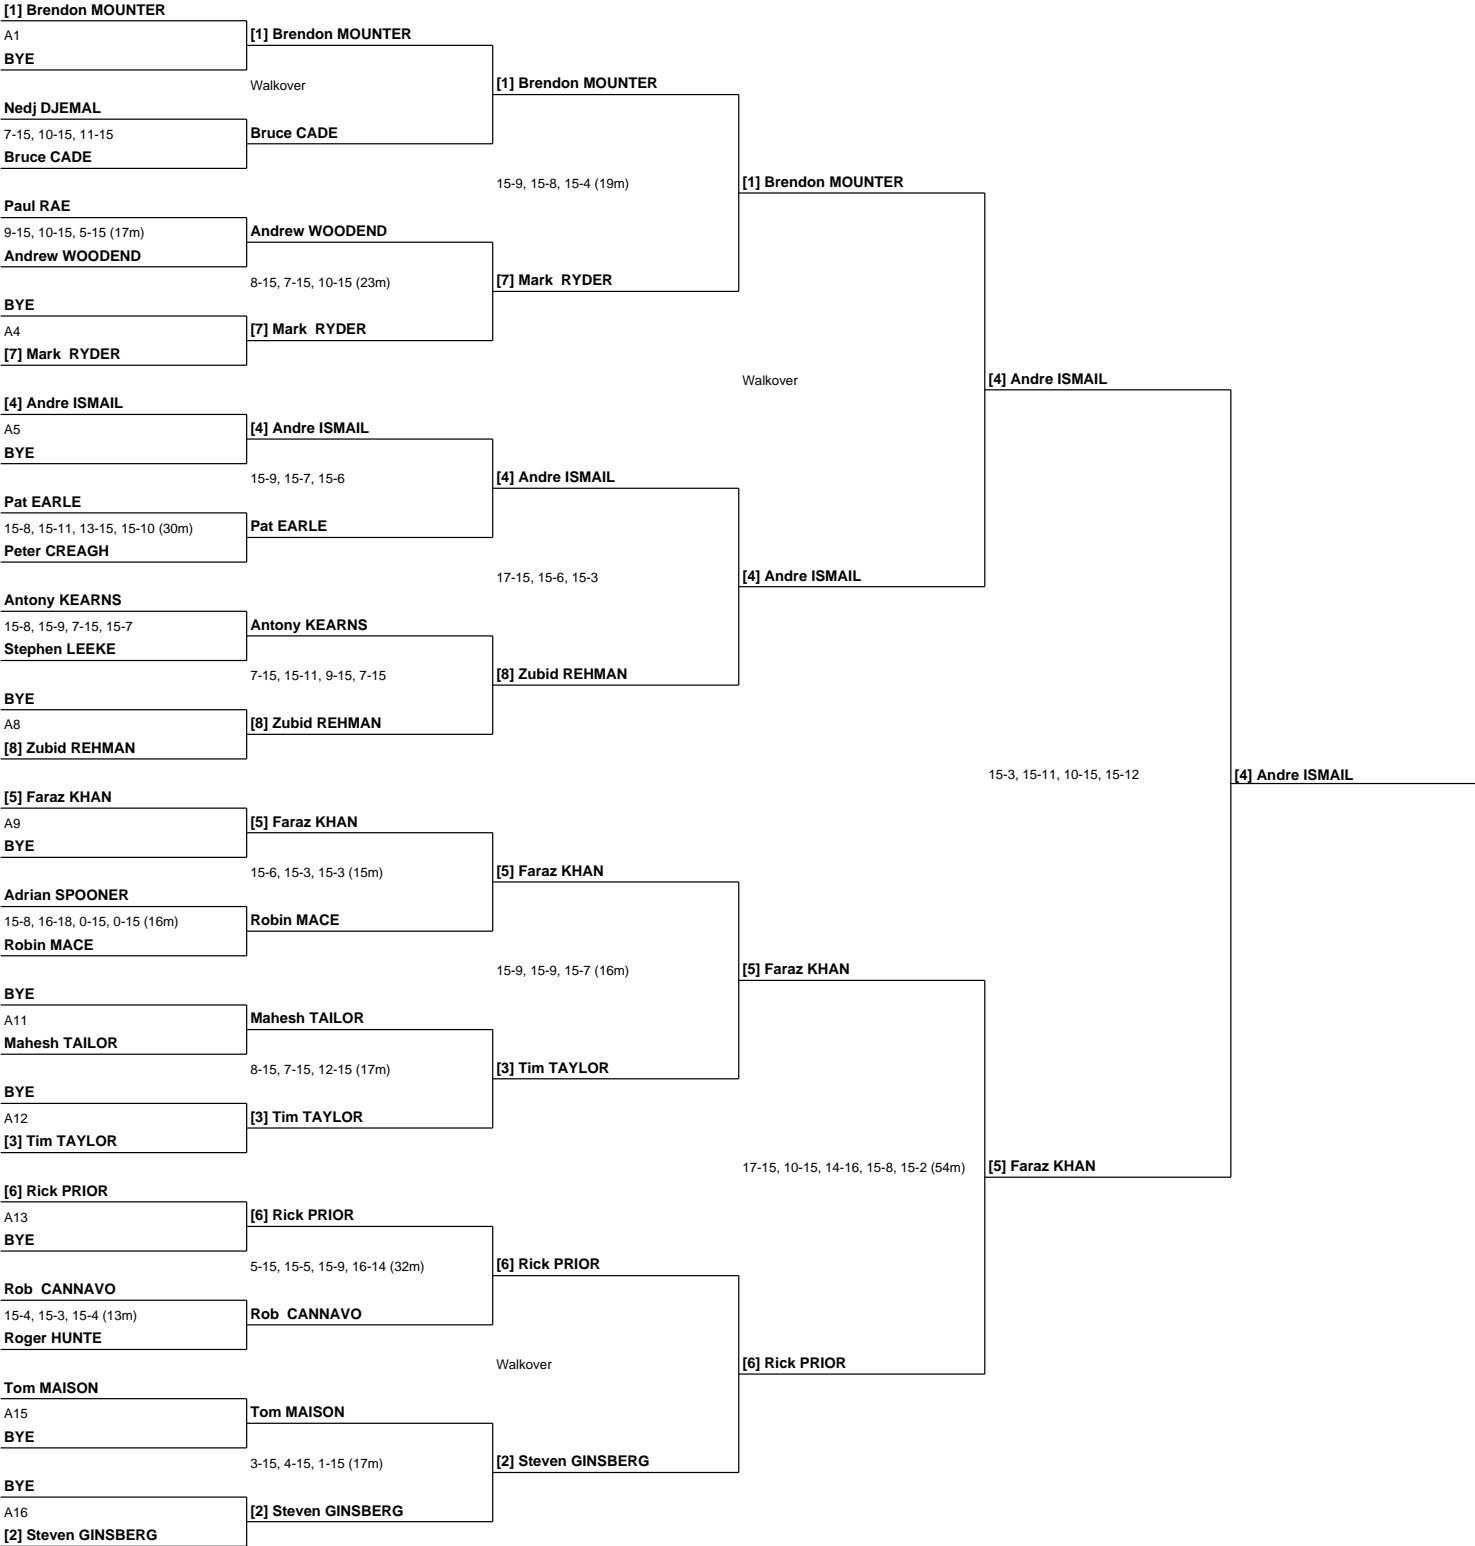 [1] Brendon MOUNTER
A1
BYE
Nedj DJEMAL
7-15, 10-15, 11-15
Bruce CADE
Paul RAE
9-15, 10-15, 5-15 (17m)
Andrew WOODEND
BYE
A4
[7] Mark  RYDER
[4] Andre ISMAIL
A5
BYE
Pat EARLE
15-8, 15-11, 13-15, 15-10 (30m)
Peter CREAGH
Antony KEARNS
15-8, 15-9, 7-15, 15-7
Stephen LEEKE
BYE
A8
[8] Zubid REHMAN
[5] Faraz KHAN
A9
BYE
Adrian SPOONER
15-8, 16-18, 0-15, 0-15 (16m)
Robin MACE
BYE
A11
Mahesh TAILOR
BYE
A12
[3] Tim TAYLOR
[6] Rick PRIOR
A13
BYE
Rob  CANNAVO
15-4, 15-3, 15-4 (13m)
Roger HUNTE
Tom MAISON
A15
BYE
BYE
A16
[2] Steven GINSBERG
[1] Brendon MOUNTER
Walkover
Bruce CADE
Andrew WOODEND
8-15, 7-15, 10-15 (23m)
[7] Mark  RYDER
[4] Andre ISMAIL
15-9, 15-7, 15-6
Pat EARLE
Antony KEARNS
7-15, 15-11, 9-15, 7-15
[8] Zubid REHMAN
[5] Faraz KHAN
15-6, 15-3, 15-3 (15m)
Robin MACE
Mahesh TAILOR
8-15, 7-15, 12-15 (17m)
[3] Tim TAYLOR
[6] Rick PRIOR
5-15, 15-5, 15-9, 16-14 (32m)
Rob  CANNAVO
Tom MAISON
3-15, 4-15, 1-15 (17m)
[2] Steven GINSBERG
[1] Brendon MOUNTER
15-9, 15-8, 15-4 (19m)
[7] Mark  RYDER
[4] Andre ISMAIL
17-15, 15-6, 15-3
[8] Zubid REHMAN
[5] Faraz KHAN
15-9, 15-9, 15-7 (16m)
[3] Tim TAYLOR
[6] Rick PRIOR
Walkover
[2] Steven GINSBERG
[1] Brendon MOUNTER
Walkover
[4] Andre ISMAIL
[5] Faraz KHAN
17-15, 10-15, 14-16, 15-8, 15-2 (54m)
[6] Rick PRIOR
[4] Andre ISMAIL
15-3, 15-11, 10-15, 15-12
[5] Faraz KHAN
[4] Andre ISMAIL